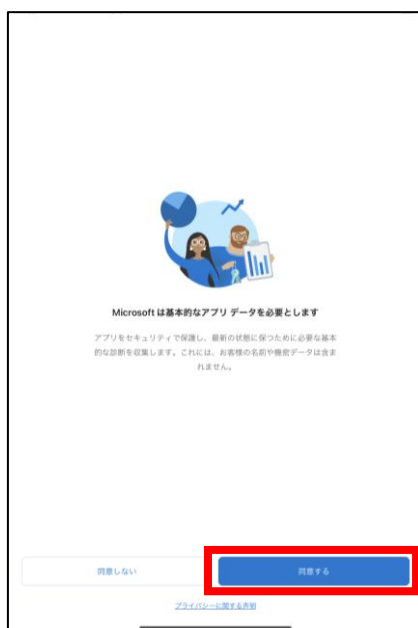 Microsoft は基本的なアプリ データを必要とします
アプリをセキュリティで保護し、最新の状態に保つために必要な基本
的な診断を収集します。これには、お客様の名前や機密データは含ま
れません。
同意しない
同意する
プライバシーに関する声明